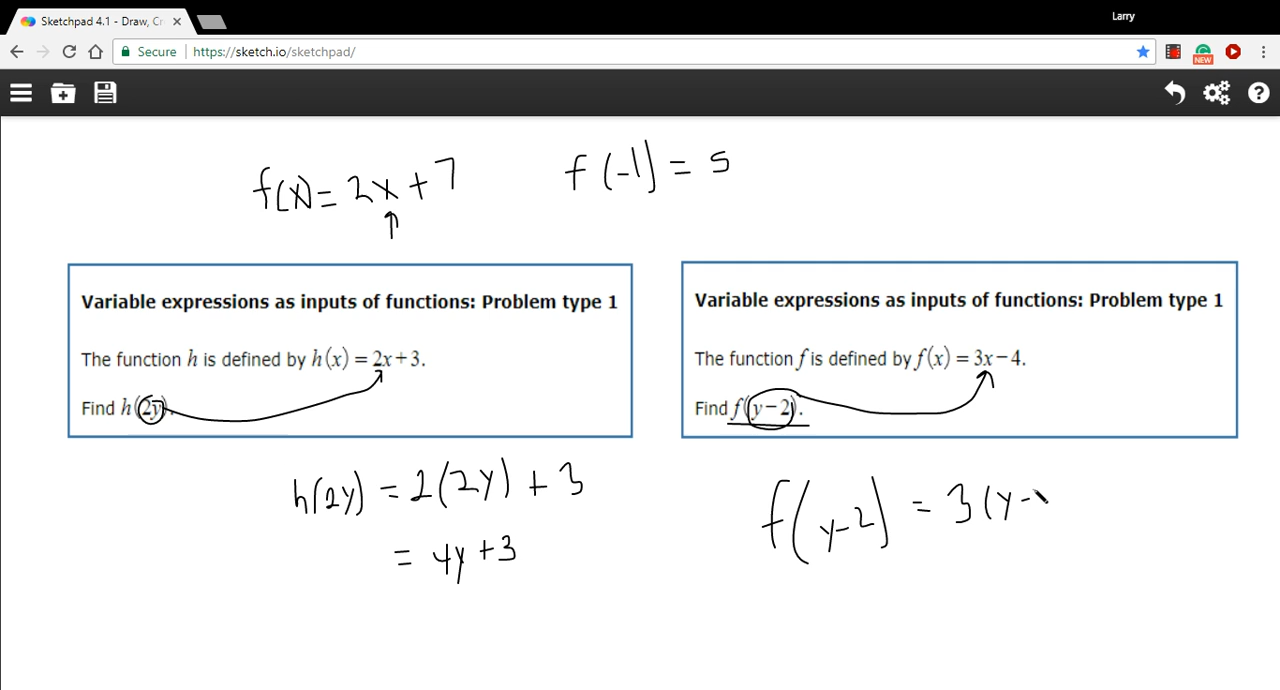 Larry
Sketchpad 4.1 - Draw, Cr
Secure https://sketch.io/sketchpad/
NEW
f(x) = 2x + 7
f(-1) = 5
Variable expressions as inputs of functions: Problem type 1
The function h is defined by h(x) = 2x+3.
Find h(2y).
h(2y) = 2(2y) + 3
= 4y + 3
Variable expressions as inputs of functions: Problem type 1
The function f is defined by f(x) = 3x−4.
Find f(y−2).
f(y-2) = 3(y-